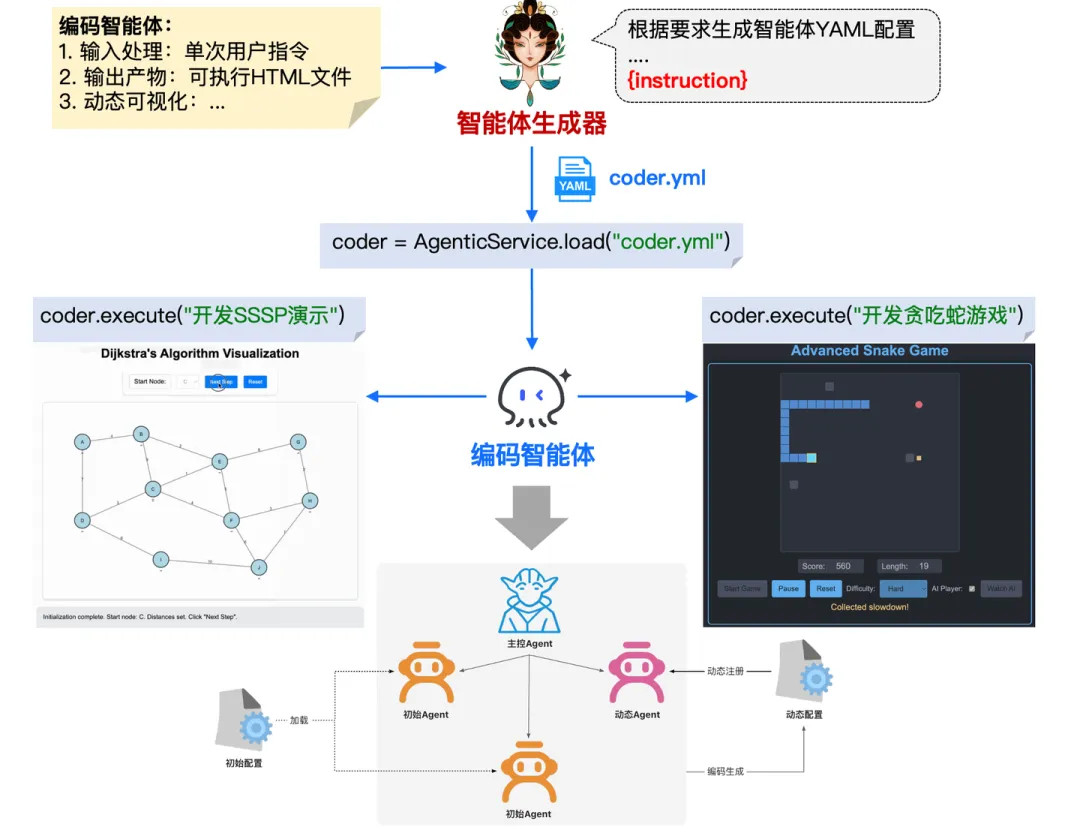 编码智能体：
1. 输入处理：单次用户指令
2. 输出产物：可执行HTML文件
3. 动态可视化：...
根据要求生成智能体YAML配置
....
{instruction}
智能体生成器
YAML
coder.yml
coder = AgenticService.load("coder.yml")
coder.execute("开发SSSP演示")
Dijkstra's Algorithm Visualization
Start Node:
C
Next Step
Reset
A
B
G
E
C
H
D
F
I
J
Initialization complete. Start node: C. Distances set. Click "Next Step".
编码智能体
coder.execute("开发贪吃蛇游戏")
Advanced Snake Game
Score: 560
Length: 19
Start Game
Pause
Reset
Difficulty:
Hard
AI Player:
Watch AI
Collected slowdown!
主控Agent
初始Agent
动态Agent
初始Agent
加载
初始配置
动态注册
动态配置
编码生成